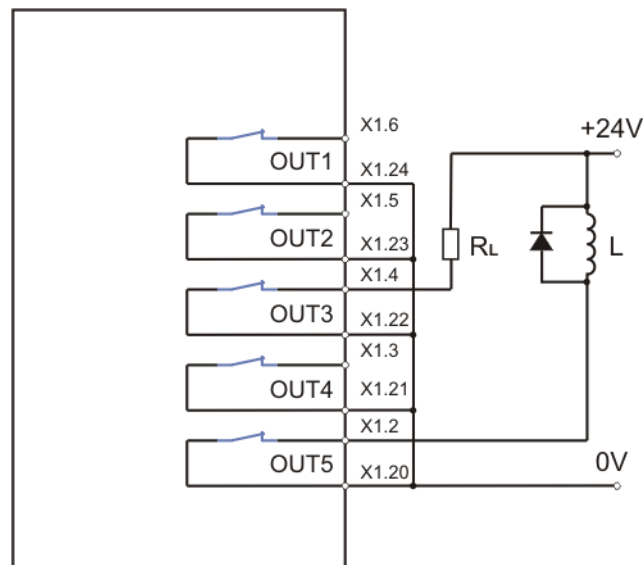 X1.6
+24V
OUT1
X1.24
X1.5
OUT2
X1.23
RL
L
X1.4
OUT3
X1.22
X1.3
OUT4
X1.21
X1.2
OUT5
0V
X1.20